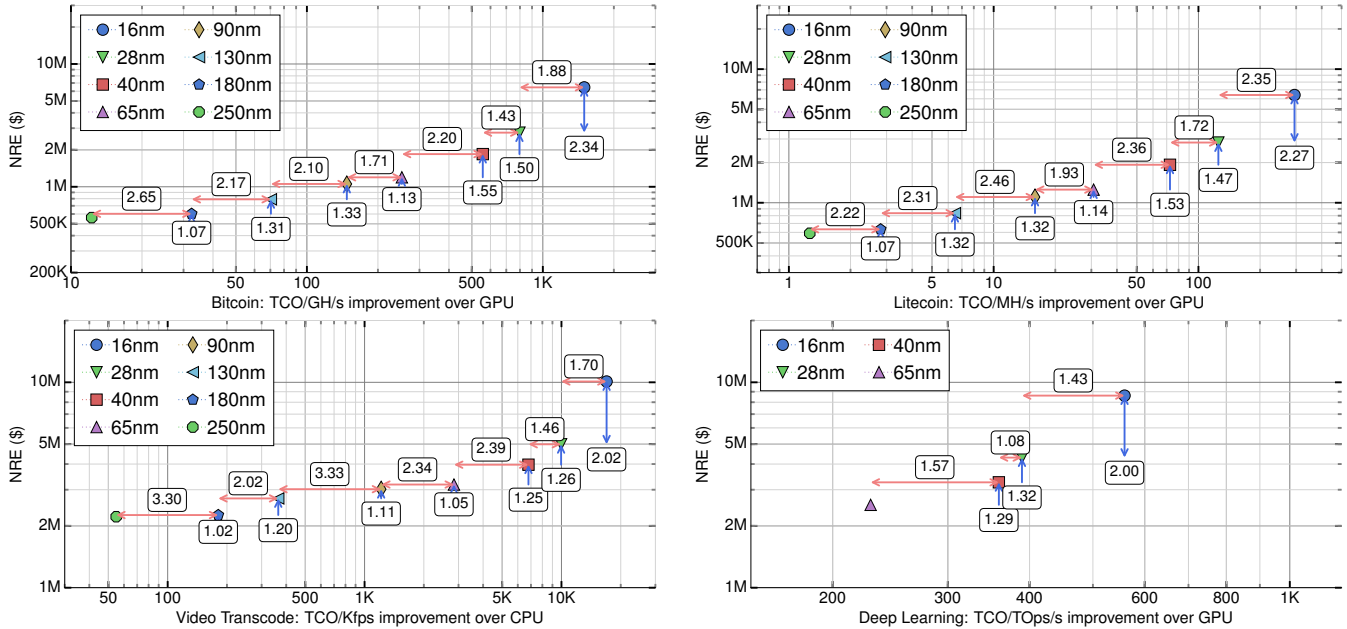 NRE ($)
10M
5M
2M
1M
500K
200K
16nm 90nm
28nm 130nm
40nm 180nm
65nm 250nm
2.65
2.17
2.10
1.71
2.20
1.43
1.88
1.07
1.31
1.33
1.13
1.55
1.50
2.34
10 50 100 500 1K
Bitcoin: TCO/GH/s improvement over GPU
NRE ($)
10M
5M
2M
1M
500K
16nm 90nm
28nm 130nm
40nm 180nm
65nm 250nm
2.22
2.31
2.46
1.93
2.36
1.72
2.35
1.07
1.32
1.32
1.14
1.53
1.47
2.27
1 5 10 50 100
Litecoin: TCO/MH/s improvement over GPU
NRE ($)
10M
5M
2M
1M
16nm 90nm
28nm 130nm
40nm 180nm
65nm 250nm
3.30
2.02
3.33
2.34
2.39
1.46
1.70
1.02
1.20
1.11
1.05
1.25
1.26
2.02
50 100 500 1K 5K 10K
Video Transcode: TCO/Kfps improvement over CPU
NRE ($)
10M
5M
2M
1M
16nm 40nm
28nm 65nm
1.57
1.08
1.43
1.29
1.32
2.00
200 400 600 800 1K
Deep Learning: TCO/TOps/s improvement over GPU